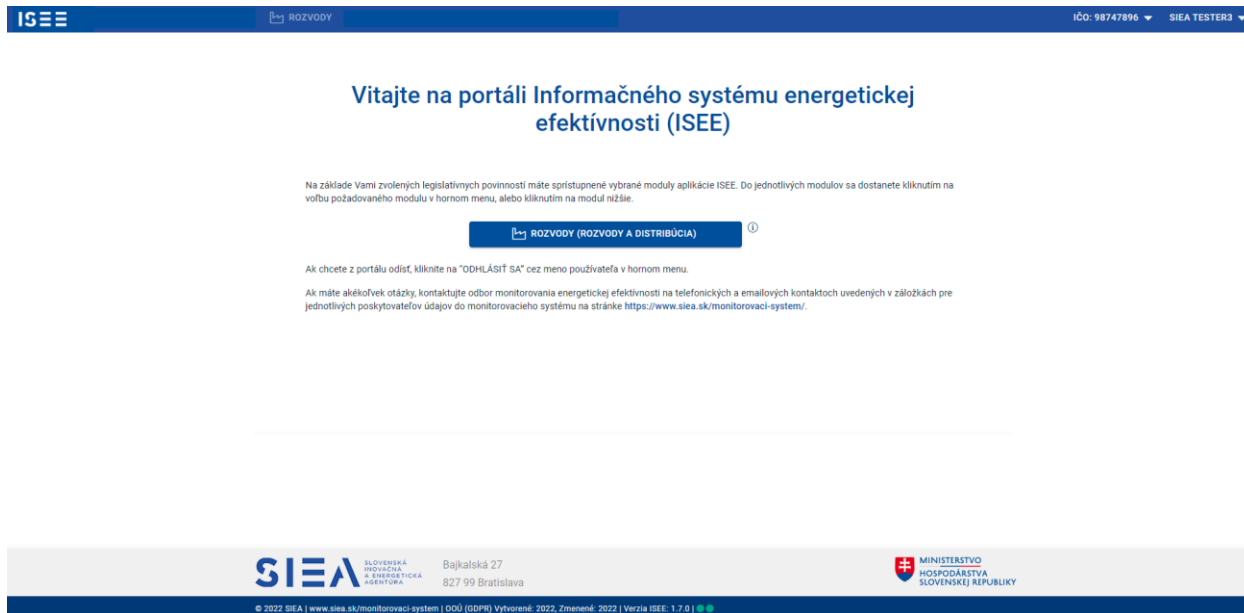 ISEE
ROZVODY
IČO: 98747896
SIEA TESTER3
Vitajte na portáli Informačného systému energetickej
efektívnosti (ISEE)
Na základe Vami zvolených legislatívnych povinností máte sprístupnené vybrané moduly aplikácie ISEE. Do jednotlivých modulov sa dostanete kliknutím na
voľbu požadovaného modulu v hornom menu, alebo kliknutím na modul nižšie.
ROZVODY (ROZVODY A DISTRIBÚCIA)
Ak chcete z portálu odísť, kliknite na "ODHLÁSIŤ SA" cez meno používateľa v hornom menu.
Ak máte akékoľvek otázky, kontaktujte odbor monitorovania energetickej efektívnosti na telefonických a emailových kontaktoch uvedených v záložkách pre
jednotlivých poskytovateľov údajov do monitorovacieho systému na stránke https://www.siea.sk/monitorovaci-system/.
SIEA
SLOVENSKÁ
INOVAČNÁ
A ENERGETICKÁ
AGENTÚRA
Bajkalská 27
827 99 Bratislava
MINISTERSTVO
HOSPODÁRSTVA
SLOVENSKEJ REPUBLIKY
© 2022 SIEA | www.siea.sk/monitorovaci-system | OOÚ (GDPR) Vytvorené: 2022, Zmenené: 2022 | Verzia ISEE: 1.7.0 |